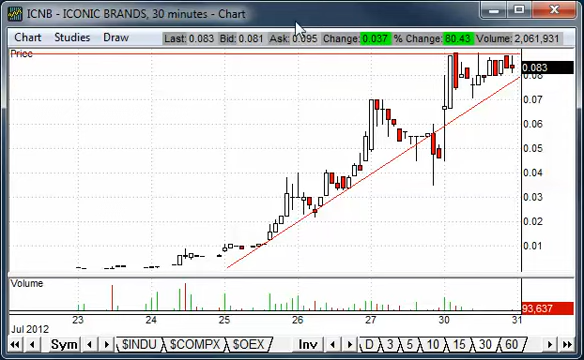 ICNB - ICONIC BRANDS, 30 minutes - Chart
Chart Studies Draw Last: 0.083 Bid: 0.081 Ask: 0.095 Change: 0.037 % Change: 80.43 Volume: 2,061,931
Price
0.083
0.08
0.07
0.06
0.05
0.04
0.03
0.02
0.01
Volume
93,637
23 24 25 26 27 30 31
Jul 2012
Sym $INDU $COMPX $OEX Inv D 3 5 10 15 30 60